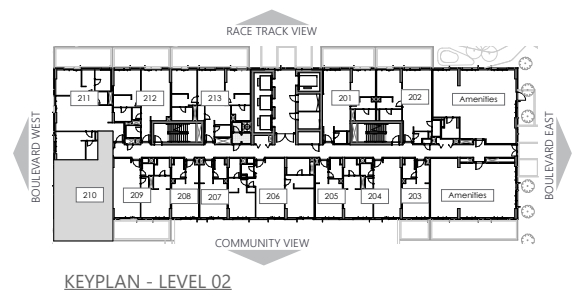 RACE TRACK VIEW
211
212
213
201
202
Amenities
BOULEVARD WEST
BOULEVARD EAST
210
209
208
207
206
205
204
203
Amenities
COMMUNITY VIEW
KEYPLAN - LEVEL 02